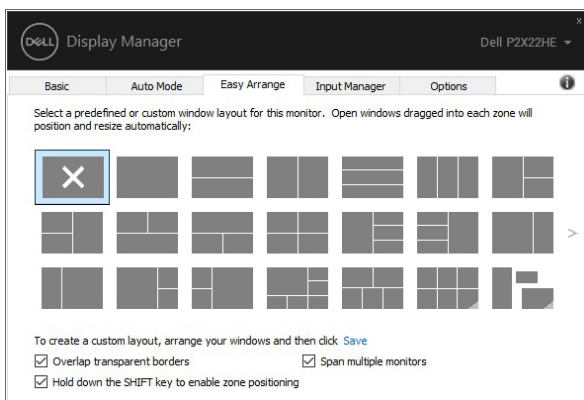 DELL Display Manager
Dell P2X22HE
Basic
Auto Mode
Easy Arrange
Input Manager
Options
Select a predefined or custom window layout for this monitor. Open windows dragged into each zone will
position and resize automatically:
To create a custom layout, arrange your windows and then click Save
Overlap transparent borders
Span multiple monitors
Hold down the SHIFT key to enable zone positioning